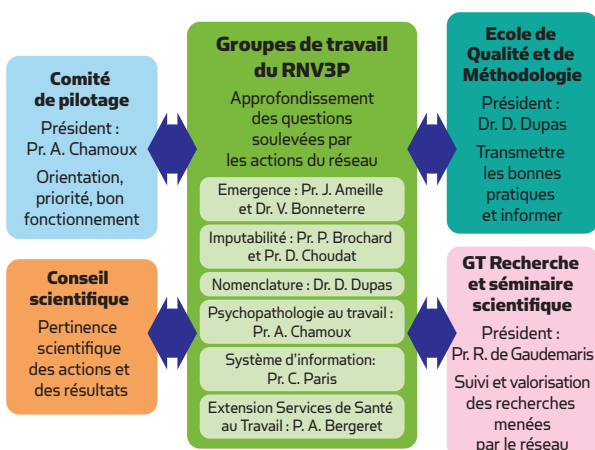 Comité
de pilotage
Président :
Pr. A. Chamoux
Orientation,
priorité, bon
fonctionnement
Conseil
scientifique
Pertinence
scientifique
des actions et
des résultats
Groupes de travail
du RNV3P
Approfondissement
des questions
soulevées par
les actions du réseau
Emergence : Pr. J. Ameille
et Dr. V. Bonneterre
Imputabilité : Pr. P. Brochard
et Pr. D. Choudat
Nomenclature : Dr. D. Dupas
Psychopathologie au travail :
Pr. A. Chamoux
Système d'information:
Pr. C. Paris
Extension Services de Santé
au Travail : P. A. Bergeret
Ecole de
Qualité et de
Méthodologie
Président :
Dr. D. Dupas
Transmettre
les bonnes
pratiques
et informer
GT Recherche
et séminaire
scientifique
Président :
Pr. R. de Gaudemaris
Suivi et valorisation
des recherches
menées
par le réseau